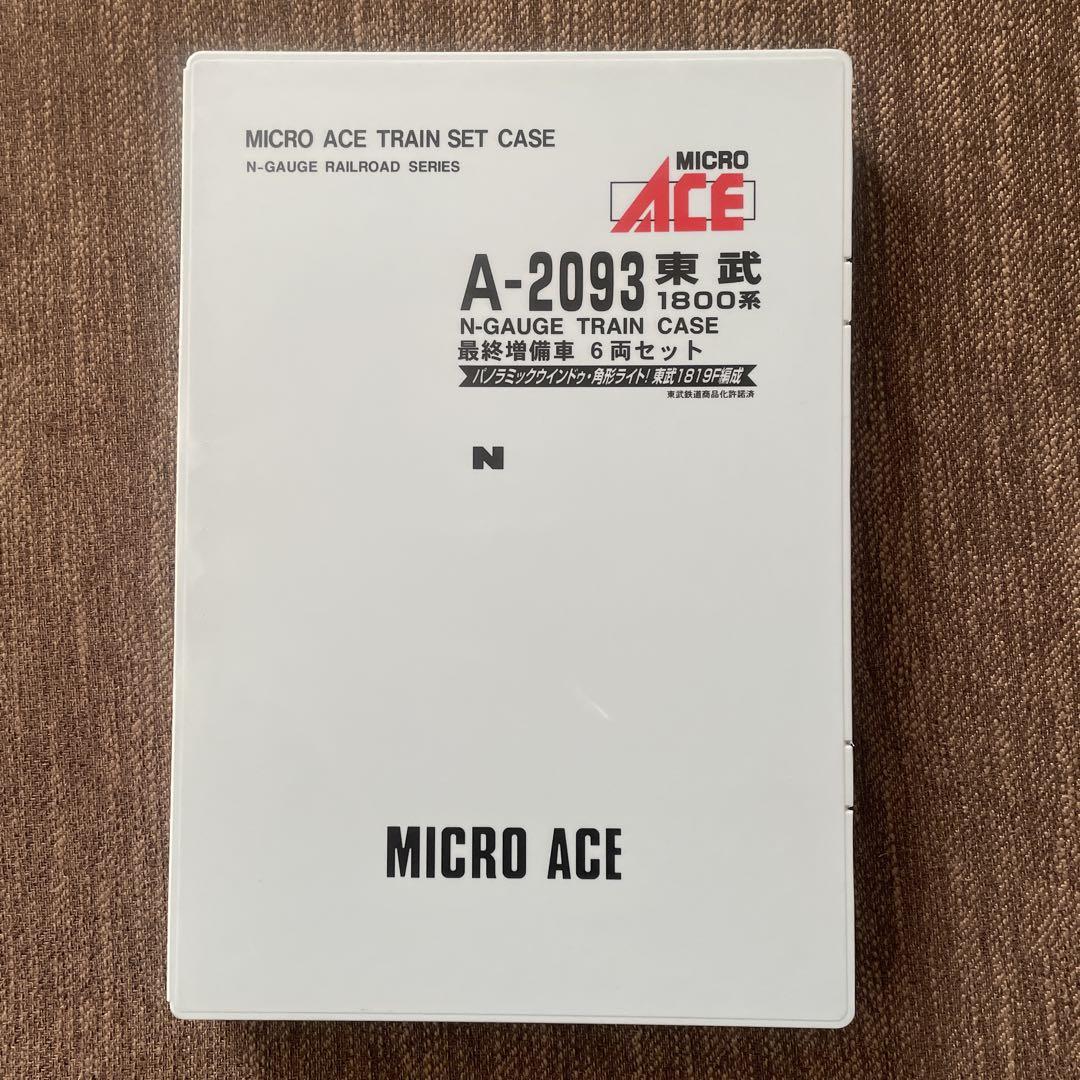 MICRO ACE TRAIN SET CASE
N-GAUGE RAILROAD SERIES
MICRO
ACE
A-2093 東武
1800系
N-GAUGE TRAIN CASE
最終増備車 6両セット
パノラミックウインドゥ・角形ライト!東武1819F編成
東武鉄道商品化許諾済
N
MICRO ACE